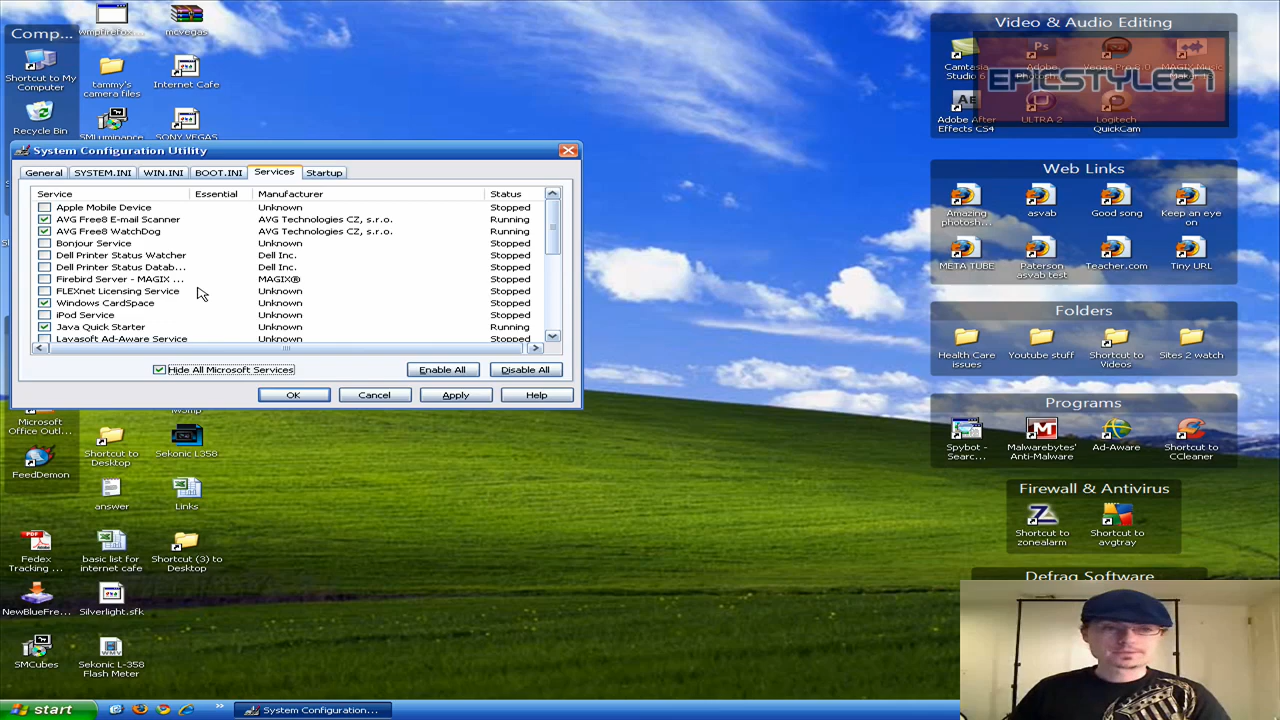 Comp...
Shortcut to My
Computer
Recycle Bin
wmpfirefox...
tammy's
camera files
SMLuminance
mcvegas
Internet Cafe
SONY VEGAS
System Configuration Utility
General
SYSTEM.INI
WIN.INI
BOOT.INI
Services
Startup
Service Essential Manufacturer Status
Apple Mobile Device Unknown Stopped
AVG Free8 E-mail Scanner AVG Technologies CZ, s.r.o. Running
AVG Free8 WatchDog AVG Technologies CZ, s.r.o. Running
Bonjour Service Unknown Stopped
Dell Printer Status Watcher Dell Inc. Stopped
Dell Printer Status Datab... Dell Inc. Stopped
Firebird Server - MAGIX ... MAGIX® Stopped
FLEXnet Licensing Service Unknown Stopped
Windows CardSpace Unknown Stopped
iPod Service Unknown Stopped
Java Quick Starter Unknown Running
Lavasoft Ad-Aware Service Unknown Stopped
Hide All Microsoft Services
Enable All
Disable All
OK
Cancel
Apply
Help
Microsoft
Office Outl...
Shortcut to
Desktop
Sekonic L358
FeedDemon
answer
Links
Fedex
Tracking ...
basic list for
internet cafe
Shortcut (3) to
Desktop
NewBlueFre...
Silverlight.sfk
SMCubes
Sekonic L-358
Flash Meter
Video & Audio Editing
Camtasia
Studio 6
Adobe
Photosh...
Vegas Pro 8.0
MAGIX Music
EPICSTYLEZ1
Adobe After
Effects CS4
ULTRA 2
Logitech
QuickCam
Web Links
Amazing
photosh...
asvab
Good song
Keep an eye
on
META TUBE
Paterson
asvab test
Teacher.com
Tiny URL
Folders
Health Care
issues
Youtube stuff
Shortcut to
Videos
Sites 2 watch
Programs
Spybot -
Searc...
Malwarebytes'
Anti-Malware
Ad-Aware
Shortcut to
CCleaner
Firewall & Antivirus
Shortcut to
zonealarm
Shortcut to
avgtray
Defrag Software
start
System Configuration...